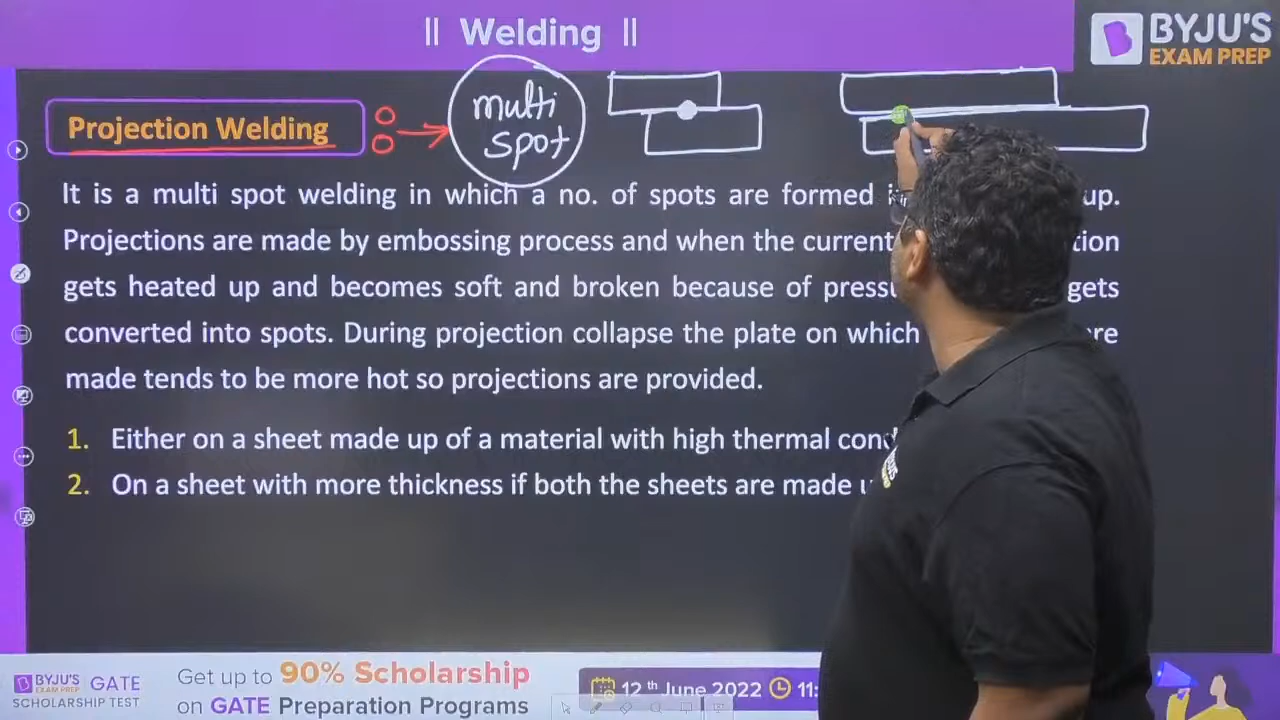 || Welding ||
BYJU'S
EXAM PREP
Projection Welding
multi
spot
It is a multi spot welding in which a no. of spots are formed up.
Projections are made by embossing process and when the current tion
gets heated up and becomes soft and broken because of gets
converted into spots. During projection collapse the plate on which
made tends to be more hot so projections are provided.
1. Either on a sheet made up of a material with high thermal
2. On a sheet with more thickness if both the sheets are made
BYJU'S
EXAM PREP
GATE
SCHOLARSHIP TEST
Get up to 90% Scholarship
on GATE Preparation Programs
12 th June 2022 11: